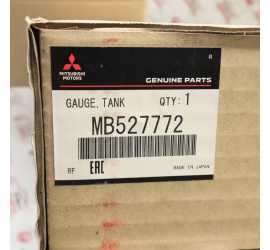 R
MITSUBISHI
MOTORS
GENUINE PARTS
GAUGE, TANK QTY: 1
MB527772
RF EAC MADE IN JAPAN